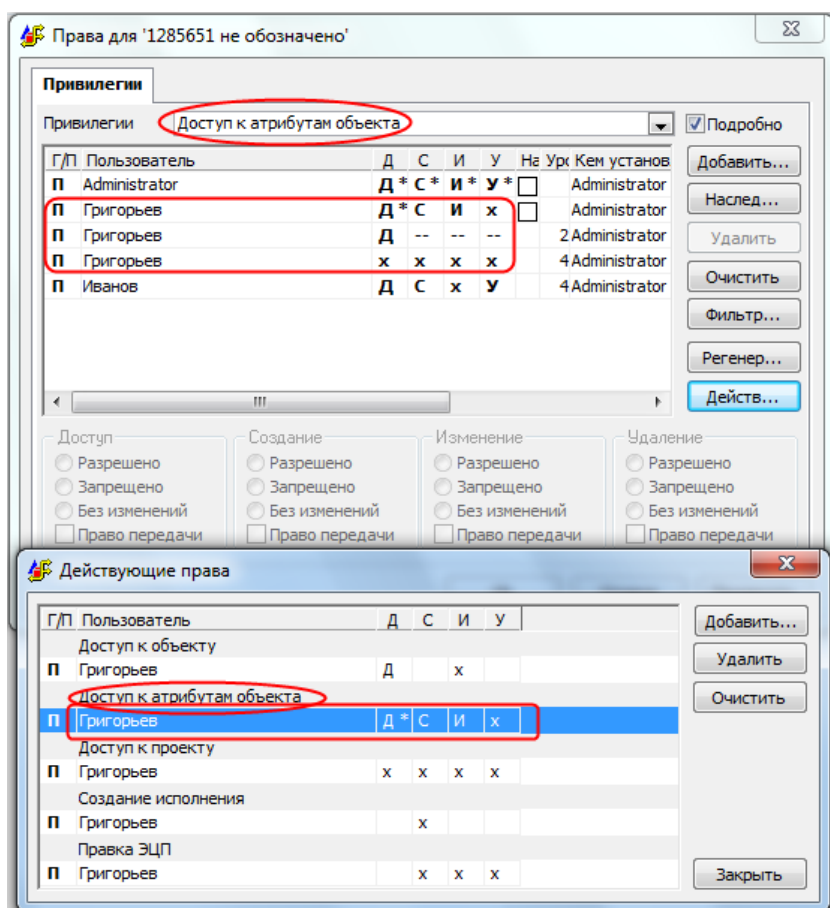 Права для '1285651 не обозначено'
Привилегии
Привилегии Доступ к атрибутам объекта Подробно
Г/П Пользователь Д С И У На Уро Кем установ
П Administrator Д * С * И * У * Administrator
П Григорьев Д * С И х Administrator
П Григорьев Д -- -- -- 2 Administrator
П Григорьев х х х х 4 Administrator
П Иванов Д С х У 4 Administrator
Добавить...
Наслед...
Удалить
Очистить
Фильтр...
Регенер...
Действ...
Доступ Создание Изменение Удаление
Разрешено Разрешено Разрешено Разрешено
Запрещено Запрещено Запрещено Запрещено
Без изменений Без изменений Без изменений Без изменений
Право передачи Право передачи Право передачи Право передачи
Действующие права
Г/П Пользователь Д С И У
Доступ к объекту
П Григорьев Д х
Доступ к атрибутам объекта
П Григорьев Д * С И х
Доступ к проекту
П Григорьев х х х х
Создание исполнения
П Григорьев х
Правка ЭЦП
П Григорьев х х х
Добавить...
Удалить
Очистить
Закрыть